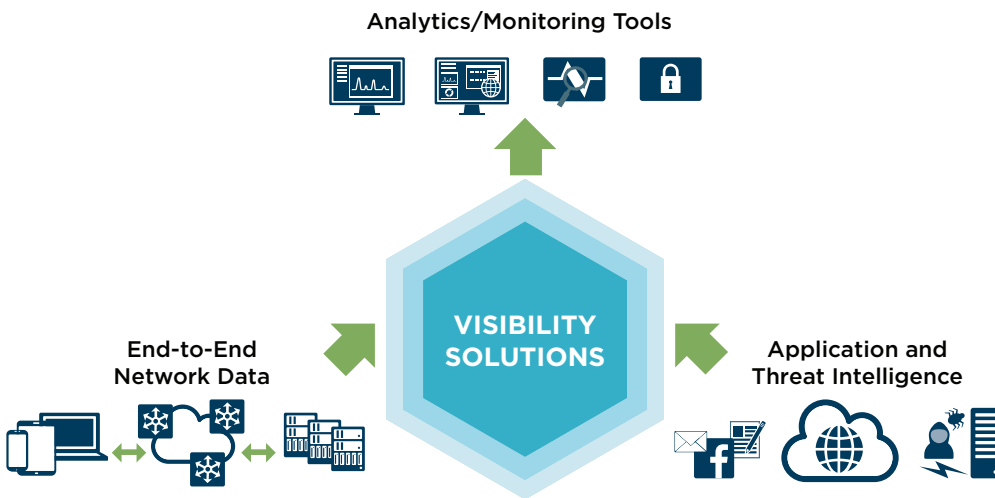 Analytics/Monitoring Tools
VISIBILITY
SOLUTIONS
End-to-End
Network Data
Application and
Threat Intelligence